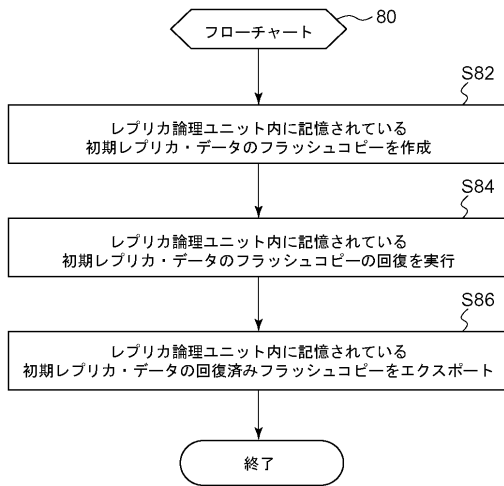 フローチャート
80
S82
レプリカ論理ユニット内に記憶されている
初期レプリカ・データのフラッシュコピーを作成
S84
レプリカ論理ユニット内に記憶されている
初期レプリカ・データのフラッシュコピーの回復を実行
S86
レプリカ論理ユニット内に記憶されている
初期レプリカ・データの回復済みフラッシュコピーをエクスポート
終了